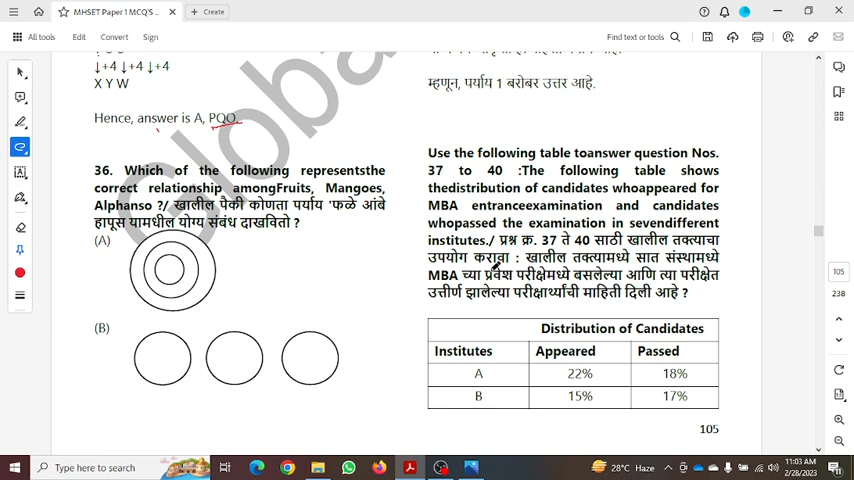 MHSET Paper 1 MCQ'S ..
Create
All tools
Edit
Convert
Sign
Find text or tools
↓+4 ↓+4 ↓+4
X Y W
Hence, answer is A, PQO.
36. Which of the following representsthe
correct relationship amongFruits, Mangoes,
Alphanso ?/ खालील पैकी कोणता पर्याय 'फळे आंबे
हापूस यामधील योग्य संबंध दाखवितो ?
(A)
(B)
म्हणून, पर्याय 1 बरोबर उत्तर आहे.
Use the following table toanswer question Nos.
37 to 40 :The following table shows
thedistribution of candidates whoappeared for
MBA entranceexamination and candidates
whopassed the examination in sevendifferent
institutes./ प्रश्न क्र. 37 ते 40 साठी खालील तक्त्याचा
उपयोग करावा : खालील तक्त्यामध्ये सात संस्थामध्ये
MBA च्या प्रवेश परीक्षेमध्ये बसलेल्या आणि त्या परीक्षेत
उत्तीर्ण झालेल्या परीक्षार्थ्यांची माहिती दिली आहे ?
Distribution of Candidates
Institutes Appeared Passed
A 22% 18%
B 15% 17%
105
Global
105
238
Type here to search
28°C Haze
11:03 AM
2/28/2023